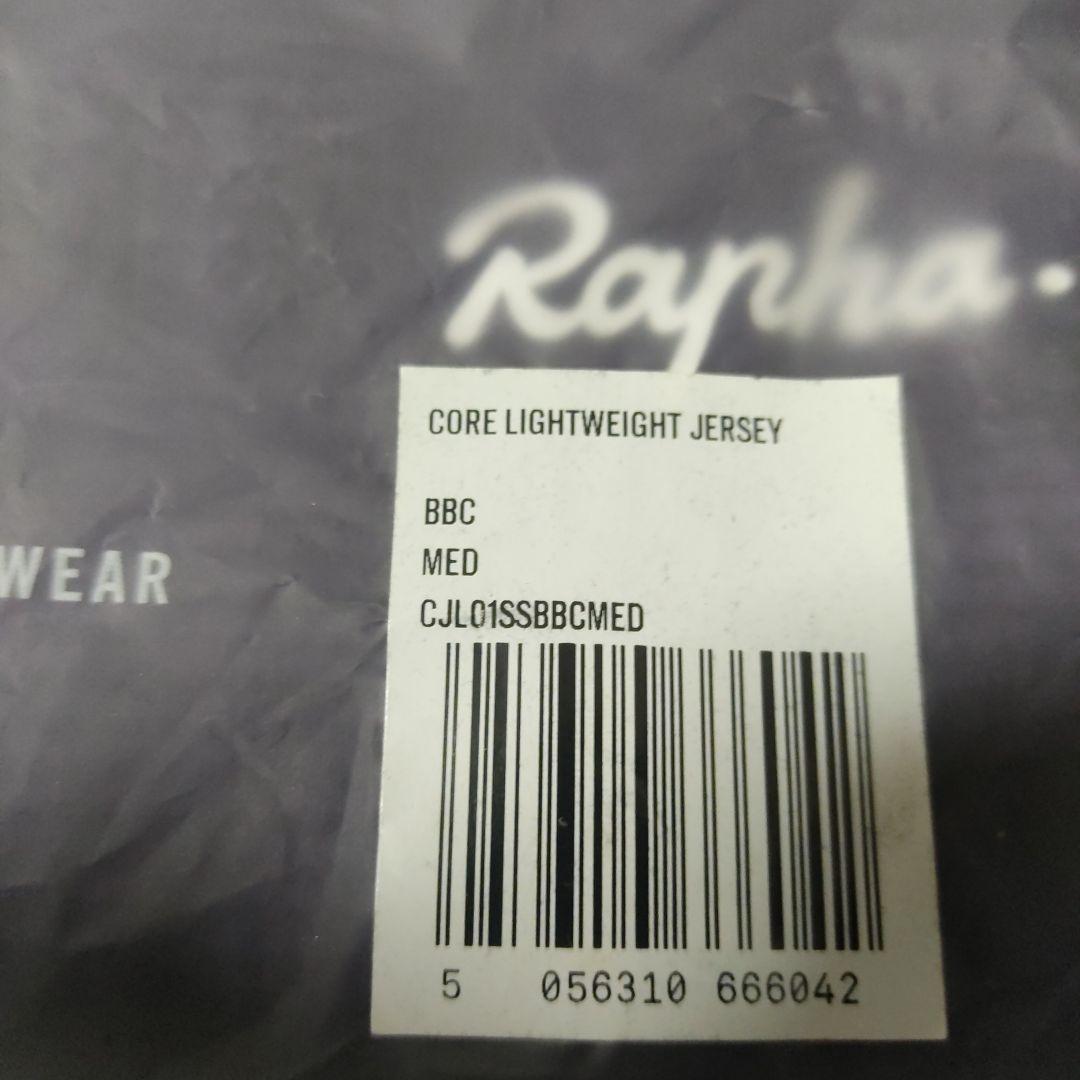 Rapha.
CORE LIGHTWEIGHT JERSEY
BBC
WEAR
MED
CJL01SSBBCMED
5 056310 666042